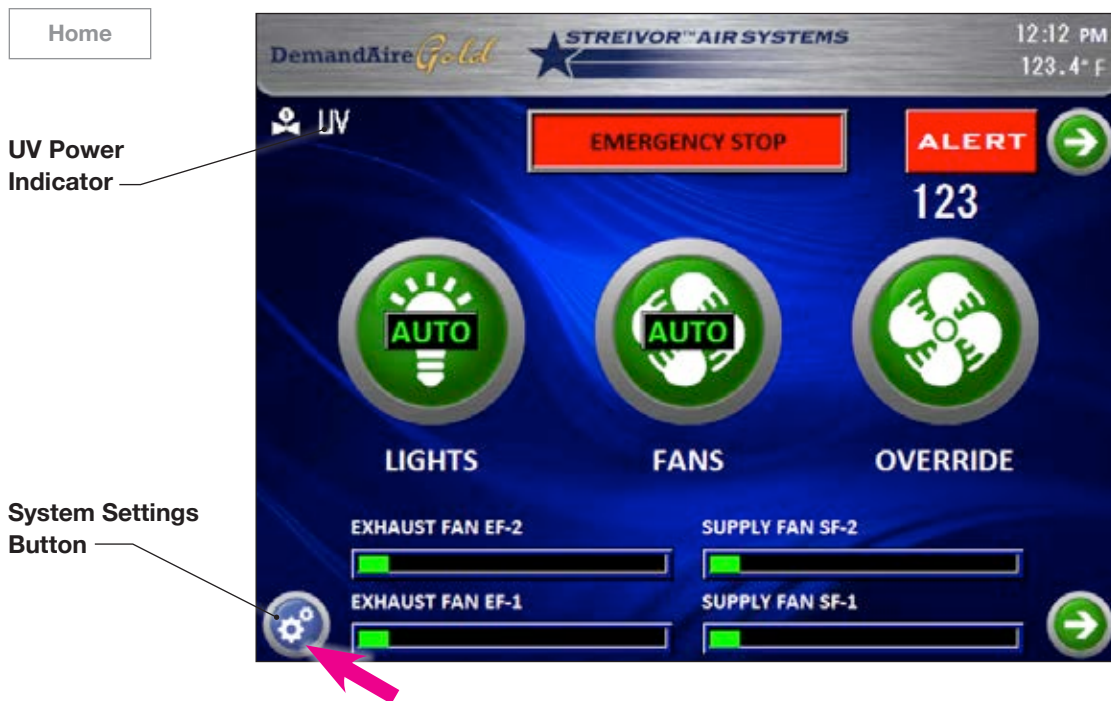 Home
DemandAire Gold
STREIVOR™ AIR SYSTEMS
12:12 PM
123.4° F
UV Power
Indicator
UV
EMERGENCY STOP
ALERT
123
AUTO
AUTO
LIGHTS
FANS
OVERRIDE
System Settings
Button
EXHAUST FAN EF-2
SUPPLY FAN SF-2
EXHAUST FAN EF-1
SUPPLY FAN SF-1